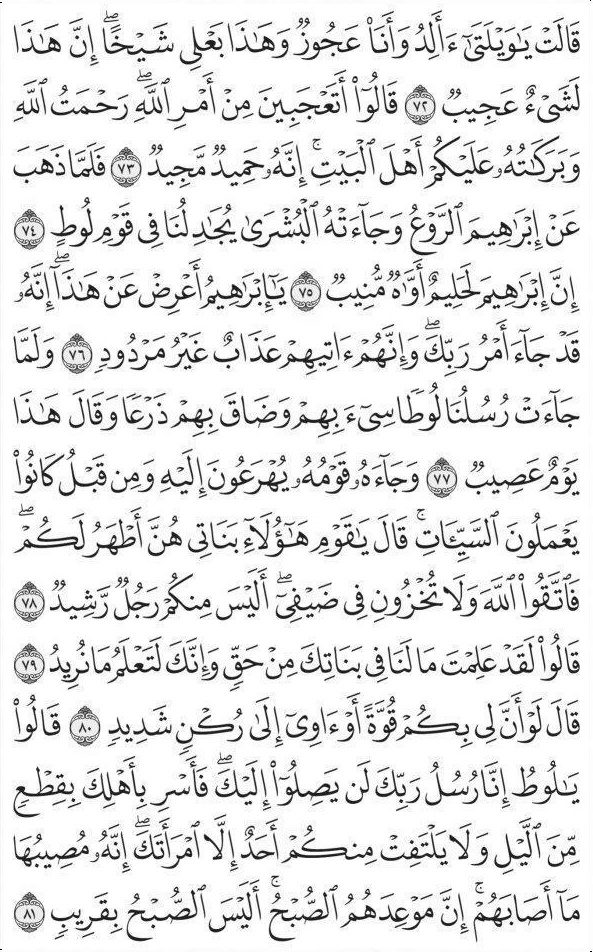 قَالَتْ يَـٰوَيْلَتَىٰٓ ءَأَلِدُ وَأَنَا۠ عَجُوزٌ وَهَـٰذَا بَعْلِى شَيْخًا ۖ إِنَّ هَـٰذَا
لَشَىْءٌ عَجِيبٌ ٧٢ قَالُوٓا۟ أَتَعْجَبِينَ مِنْ أَمْرِ ٱللَّهِ ۖ رَحْمَتُ ٱللَّهِ
وَبَرَكَـٰتُهُۥ عَلَيْكُمْ أَهْلَ ٱلْبَيْتِ ۚ إِنَّهُۥ حَمِيدٌ مَّجِيدٌ ٧٣ فَلَمَّا ذَهَبَ
عَنْ إِبْرَٰهِيمَ ٱلرَّوْعُ وَجَآءَتْهُ ٱلْبُشْرَىٰ يُجَـٰدِلُنَا فِى قَوْمِ لُوطٍ ٧٤
إِنَّ إِبْرَٰهِيمَ لَحَلِيمٌ أَوَّٰهٌ مُّنِيبٌ ٧٥ يَـٰٓإِبْرَٰهِيمُ أَعْرِضْ عَنْ هَـٰذَآ ۖ إِنَّهُۥ
قَدْ جَآءَ أَمْرُ رَبِّكَ ۖ وَإِنَّهُمْ ءَاتِيهِمْ عَذَابٌ غَيْرُ مَرْدُودٍ ٧٦ وَلَمَّا
جَآءَتْ رُسُلُنَا لُوطًا سِىٓءَ بِهِمْ وَضَاقَ بِهِمْ ذَرْعًا وَقَالَ هَـٰذَا
يَوْمٌ عَصِيبٌ ٧٧ وَجَآءَهُۥ قَوْمُهُۥ يُهْرَعُونَ إِلَيْهِ وَمِن قَبْلُ كَانُوا۟
يَعْمَلُونَ ٱلسَّيِّـَٔاتِ ۚ قَالَ يَـٰقَوْمِ هَـٰٓؤُلَآءِ بَنَاتِى هُنَّ أَطْهَرُ لَكُمْ ۖ
فَٱتَّقُوا۟ ٱللَّهَ وَلَا تُخْزُونِ فِى ضَيْفِىٓ ۖ أَلَيْسَ مِنكُمْ رَجُلٌ رَّشِيدٌ ٧٨
قَالُوا۟ لَقَدْ عَلِمْتَ مَا لَنَا فِى بَنَاتِكَ مِنْ حَقٍّ وَإِنَّكَ لَتَعْلَمُ مَا نُرِيدُ ٧٩
قَالَ لَوْ أَنَّ لِى بِكُمْ قُوَّةً أَوْ ءَاوِىٓ إِلَىٰ رُكْنٍ شَدِيدٍ ٨٠ قَالُوا۟
يَـٰلُوطُ إِنَّا رُسُلُ رَبِّكَ لَن يَصِلُوٓا۟ إِلَيْكَ ۖ فَأَسْرِ بِأَهْلِكَ بِقِطْعٍ
مِّنَ ٱلَّيْلِ وَلَا يَلْتَفِتْ مِنكُمْ أَحَدٌ إِلَّا ٱمْرَأَتَكَ ۖ إِنَّهُۥ مُصِيبُهَا
مَآ أَصَابَهُمْ ۚ إِنَّ مَوْعِدَهُمُ ٱلصُّبْحُ ۚ أَلَيْسَ ٱلصُّبْحُ بِقَرِيبٍ ٨١